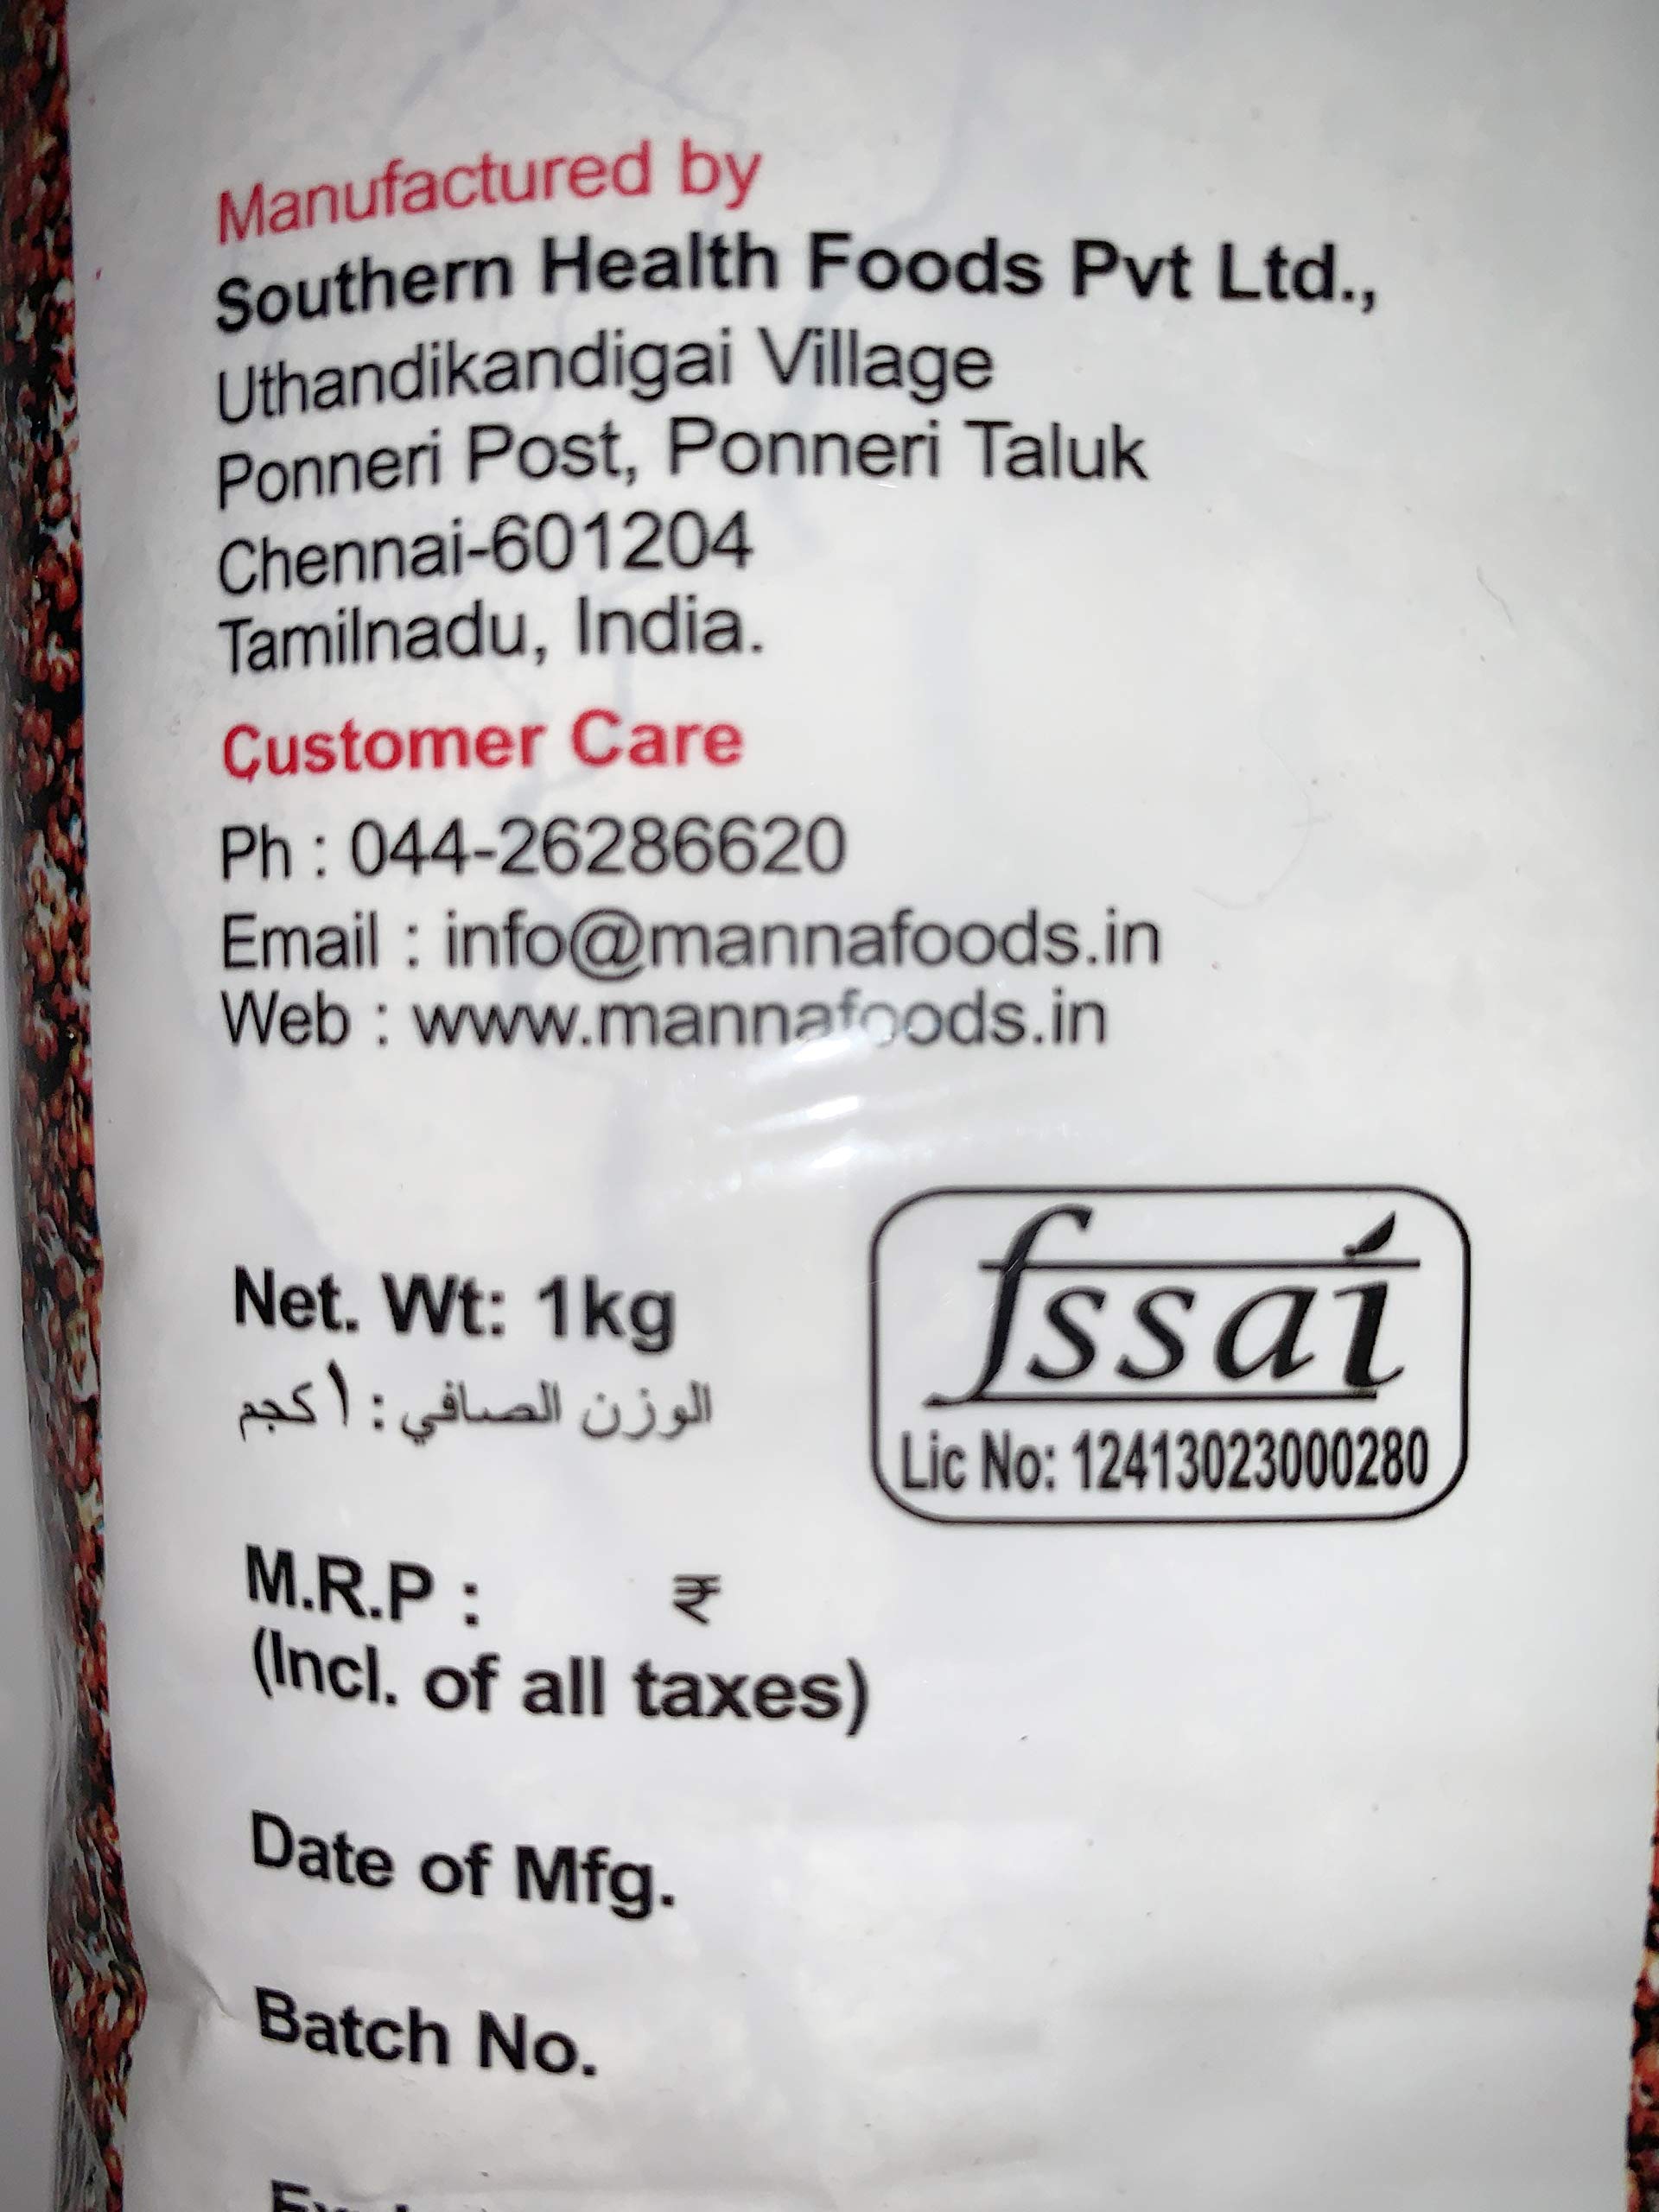 Manufactured by
Southern Health Foods Pvt Ltd.,
Uthandikandigai Village
Ponneri Post, Ponneri Taluk
Chennai-601204
Tamilnadu, India.
Customer Care
Ph : 044-26286620
Email : info@mannafoods.in
Web : www.mannafoods.in
Net. Wt: 1kg
الوزن الصافي : ١ كجم
fssai
Lic No: 12413023000280
M.R.P : ₹
(Incl. of all taxes)
Date of Mfg.
Batch No.